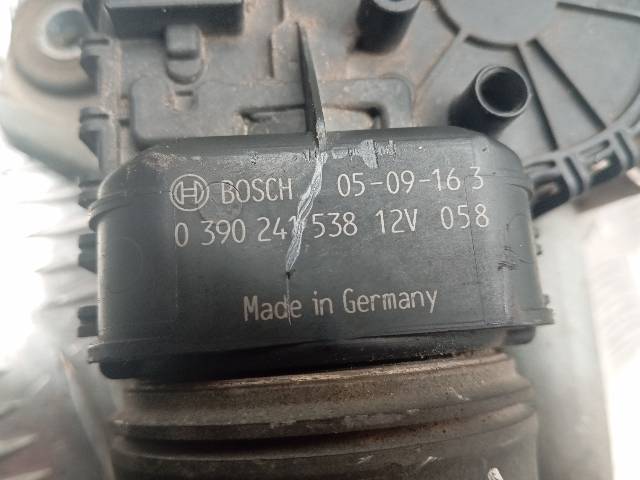 BOSCH 05-09-16 3
0 390 241 538 12V 058
Made in Germany